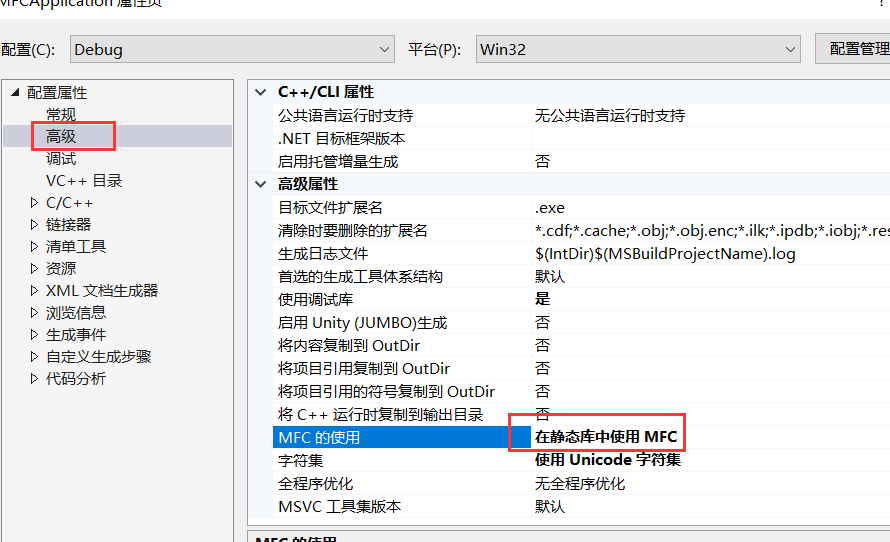 MFCApplication 属性页 ?
配置(C): Debug 平台(P): Win32 配置管理
配置属性
常规
高级
调试
VC++ 目录
C/C++
链接器
清单工具
资源
XML 文档生成器
浏览信息
生成事件
自定义生成步骤
代码分析
C++/CLI 属性
公共语言运行时支持 无公共语言运行时支持
.NET 目标框架版本
启用托管增量生成 否
高级属性
目标文件扩展名 .exe
清除时要删除的扩展名 *.cdf;*.cache;*.obj;*.obj.enc;*.ilk;*.ipdb;*.iobj;*.res
生成日志文件 $(IntDir)$(MSBuildProjectName).log
首选的生成工具体系结构 默认
使用调试库 是
启用 Unity (JUMBO)生成 否
将内容复制到 OutDir 否
将项目引用复制到 OutDir 否
将项目引用的符号复制到 OutDir 否
将 C++ 运行时复制到输出目录 否
MFC 的使用 在静态库中使用 MFC
字符集 使用 Unicode 字符集
全程序优化 无全程序优化
MSVC 工具集版本 默认
MFC 的使用